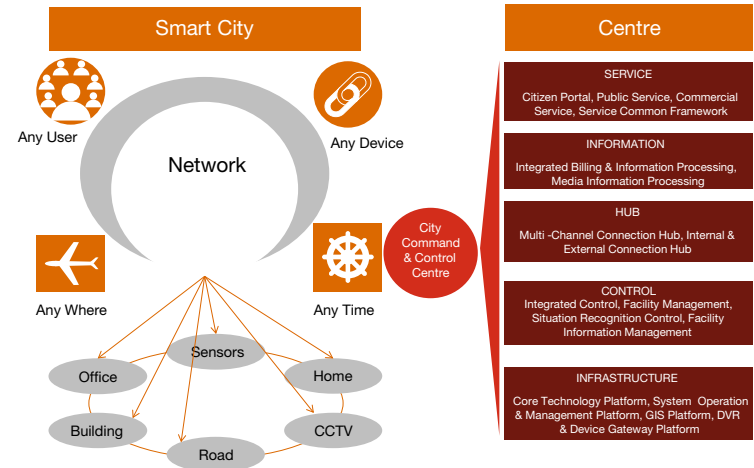 Smart City
Any User
Any Device
Network
Any Where
Any Time
City
Command
& Control
Centre
Sensors
Office
Home
Building
CCTV
Road
Centre
SERVICE
Citizen Portal, Public Service, Commercial
Service, Service Common Framework
INFORMATION
Integrated Billing & Information Processing,
Media Information Processing
HUB
Multi -Channel Connection Hub, Internal &
External Connection Hub
CONTROL
Integrated Control, Facility Management,
Situation Recognition Control, Facility
Information Management
INFRASTRUCTURE
Core Technology Platform, System Operation
& Management Platform, GIS Platform, DVR
& Device Gateway Platform